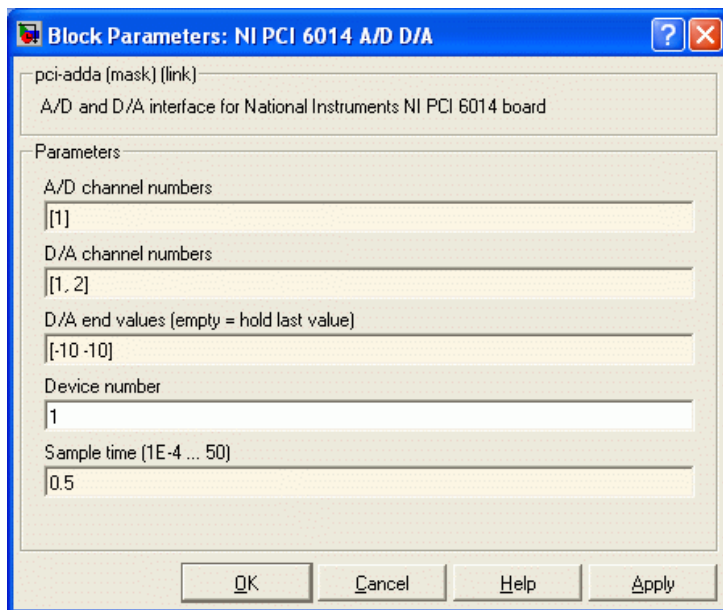 Block Parameters: NI PCI 6014 A/D D/A
pci-adda (mask) (link)
A/D and D/A interface for National Instruments NI PCI 6014 board
Parameters
A/D channel numbers
[1]
D/A channel numbers
[1, 2]
D/A end values (empty = hold last value)
[-10 -10]
Device number
1
Sample time (1E-4 ... 50)
0.5
OK Cancel Help Apply